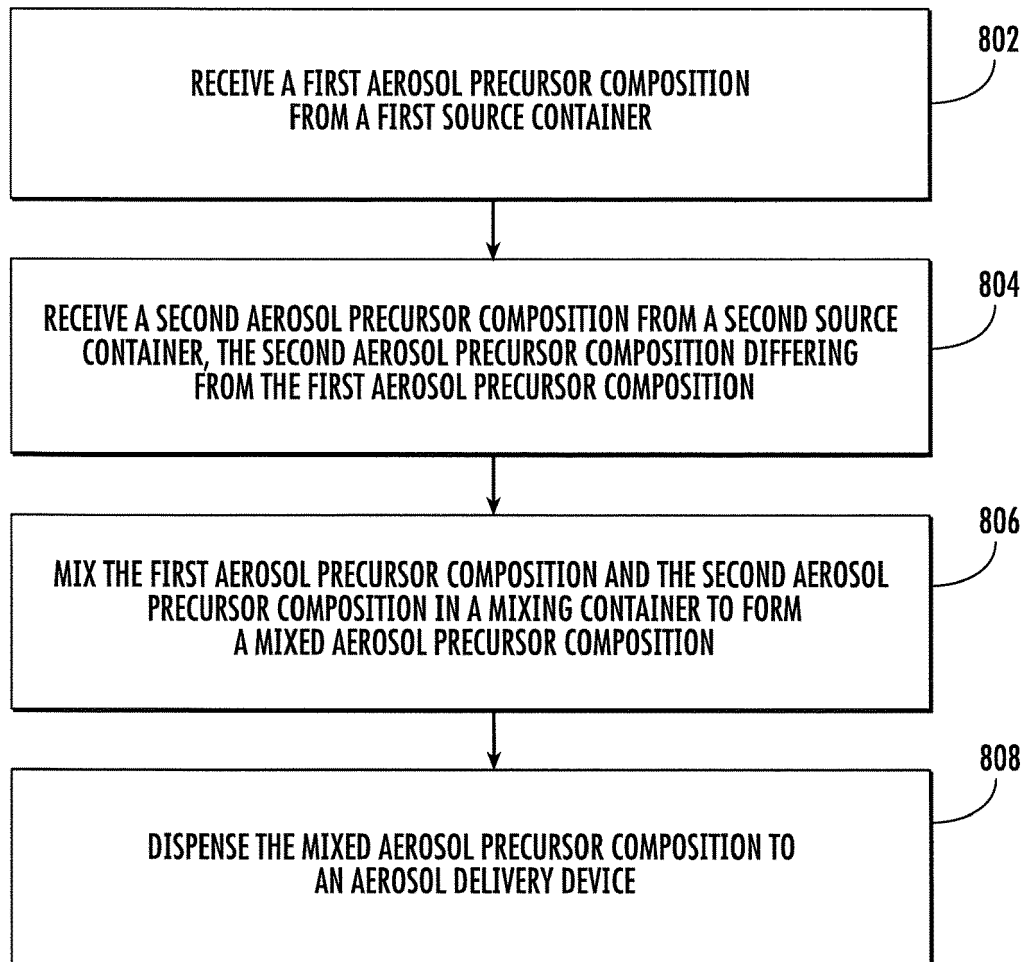 802
RECEIVE A FIRST AEROSOL PRECURSOR COMPOSITION
FROM A FIRST SOURCE CONTAINER
804
RECEIVE A SECOND AEROSOL PRECURSOR COMPOSITION FROM A SECOND SOURCE
CONTAINER, THE SECOND AEROSOL PRECURSOR COMPOSITION DIFFERING
FROM THE FIRST AEROSOL PRECURSOR COMPOSITION
806
MIX THE FIRST AEROSOL PRECURSOR COMPOSITION AND THE SECOND AEROSOL
PRECURSOR COMPOSITION IN A MIXING CONTAINER TO FORM
A MIXED AEROSOL PRECURSOR COMPOSITION
808
DISPENSE THE MIXED AEROSOL PRECURSOR COMPOSITION TO
AN AEROSOL DELIVERY DEVICE